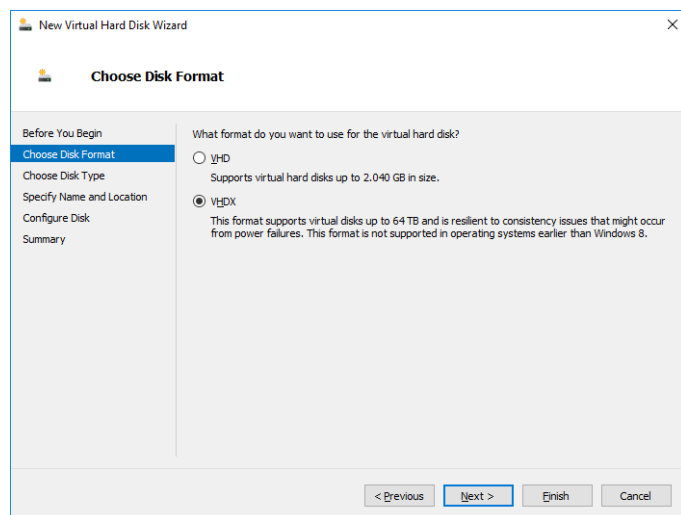 New Virtual Hard Disk Wizard
Choose Disk Format
Before You Begin
Choose Disk Format
Choose Disk Type
Specify Name and Location
Configure Disk
Summary
What format do you want to use for the virtual hard disk?
VHD
Supports virtual hard disks up to 2.040 GB in size.
VHDX
This format supports virtual disks up to 64 TB and is resilient to consistency issues that might occur
from power failures. This format is not supported in operating systems earlier than Windows 8.
< Previous
Next >
Finish
Cancel